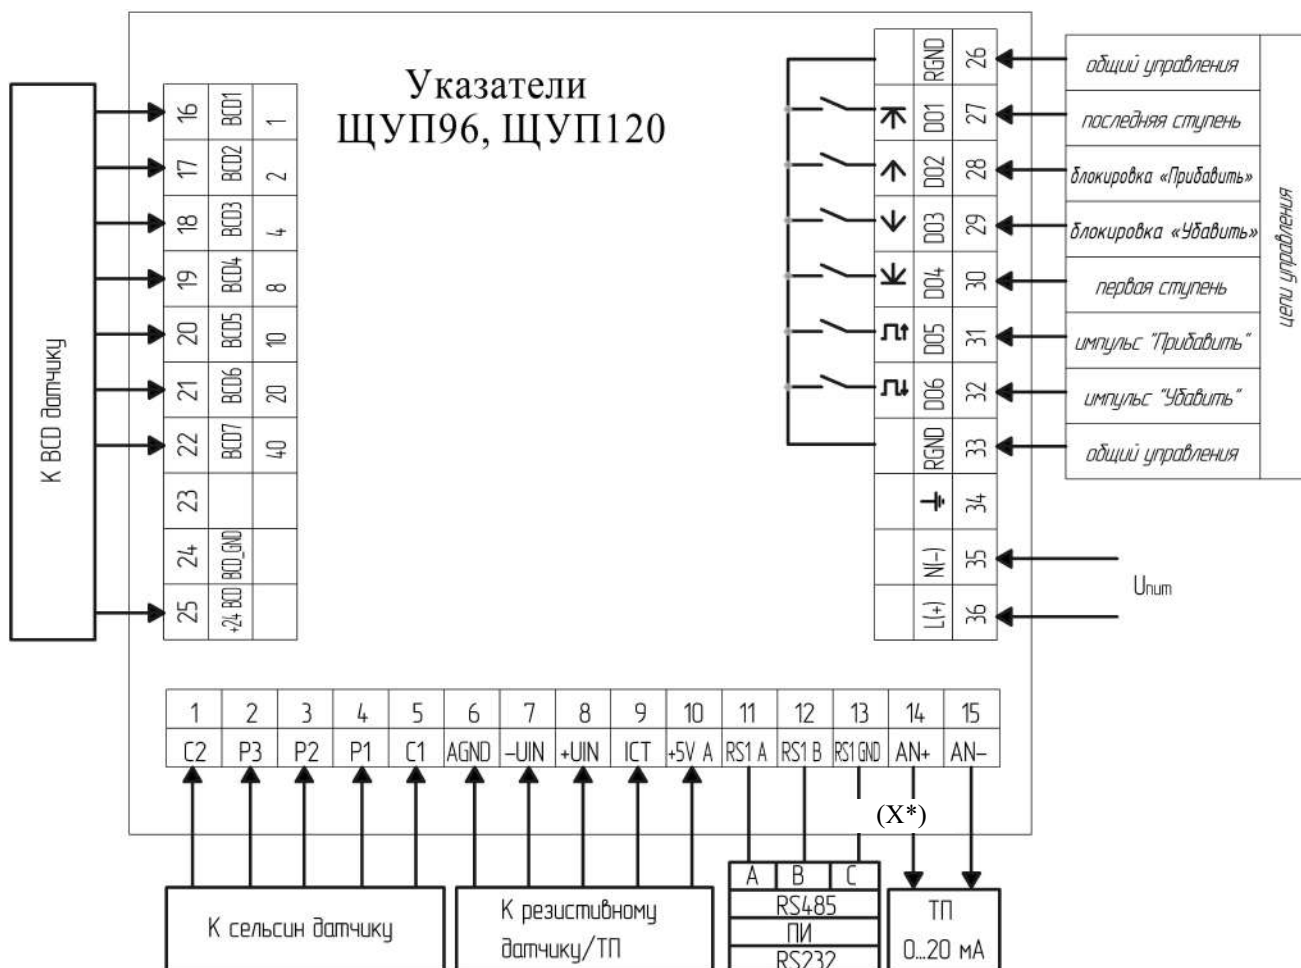 Указатели
ЩУП96, ЩУП120
К BCD датчику
16 BCD1 1
17 BCD2 2
18 BCD3 4
19 BCD4 8
20 BCD5 10
21 BCD6 20
22 BCD7 40
23
24 BCD_GND
25 +24 BCD
RGND 26 общий управления
DO1 27 последняя ступень
DO2 28 блокировка «Прибавить»
DO3 29 блокировка «Убавить»
DO4 30 первая ступень
DO5 31 импульс "Прибавить"
DO6 32 импульс "Убавить"
RGND 33 общий управления
34
N(-) 35
L(+) 36
цепи управления
Uпит
1 2 3 4 5 6 7 8 9 10 11 12 13 14 15
C2 P3 P2 P1 C1 AGND -UIN +UIN ICT +5V A RS1 A RS1 B RS1 GND AN+ AN-
(X*)
К сельсин датчику
К резистивному
датчику/ТП
A B C
RS485
ПИ
RS232
ТП
0...20 мА